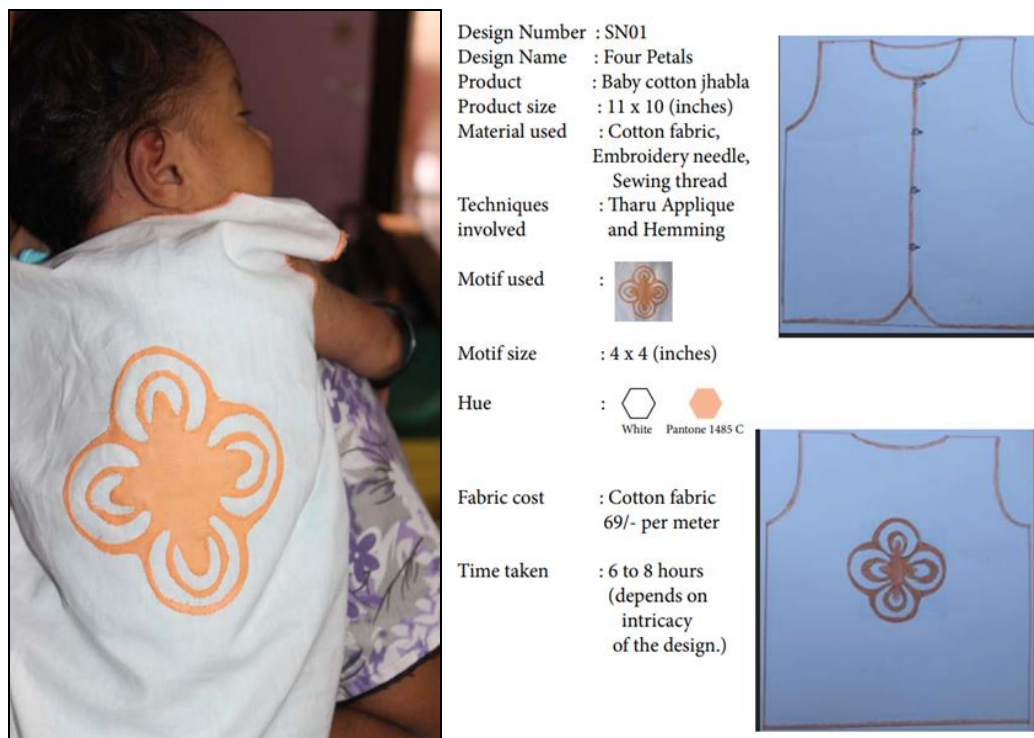 Design Number : SN01
Design Name : Four Petals
Product : Baby cotton jhabla
Product size : 11 x 10 (inches)
Material used : Cotton fabric,
Embroidery needle,
Sewing thread
Techniques : Tharu Applique
involved and Hemming
Motif used :
Motif size : 4 x 4 (inches)
Hue :
White Pantone 1485 C
Fabric cost : Cotton fabric
69/- per meter
Time taken : 6 to 8 hours
(depends on
intricacy
of the design.)